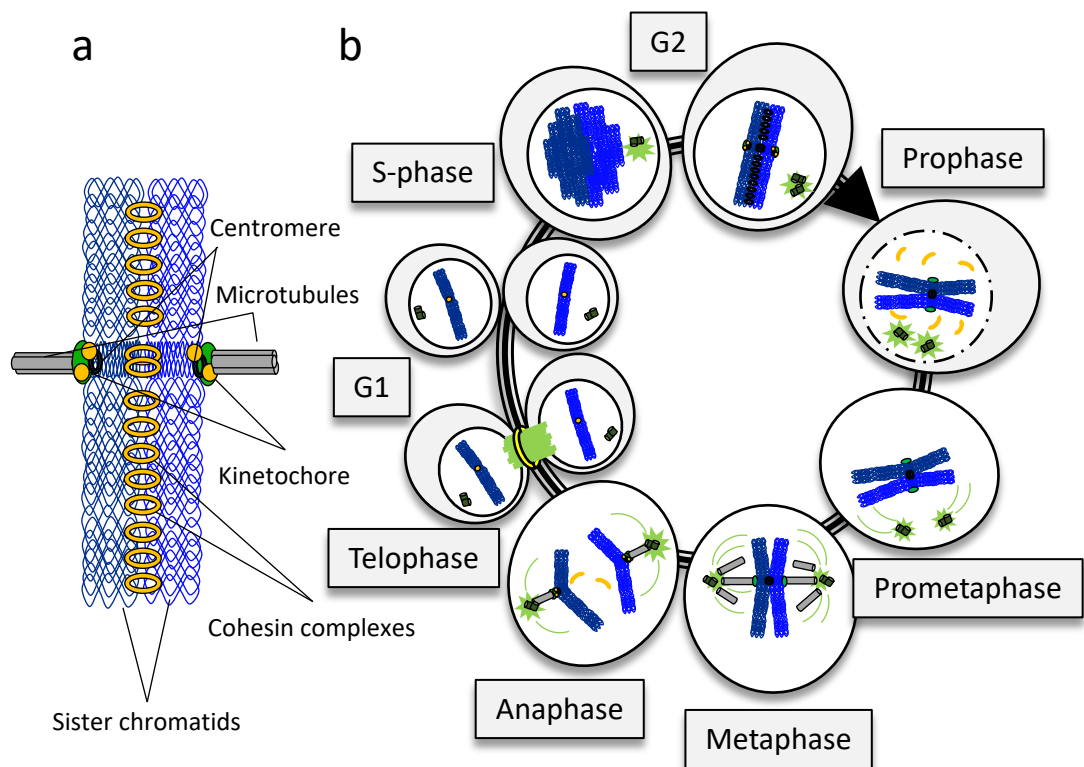 a
Centromere
Microtubules
Kinetochore
Cohesin complexes
Sister chromatids
b
G2
S-phase
Prophase
G1
Telophase
Prometaphase
Anaphase
Metaphase